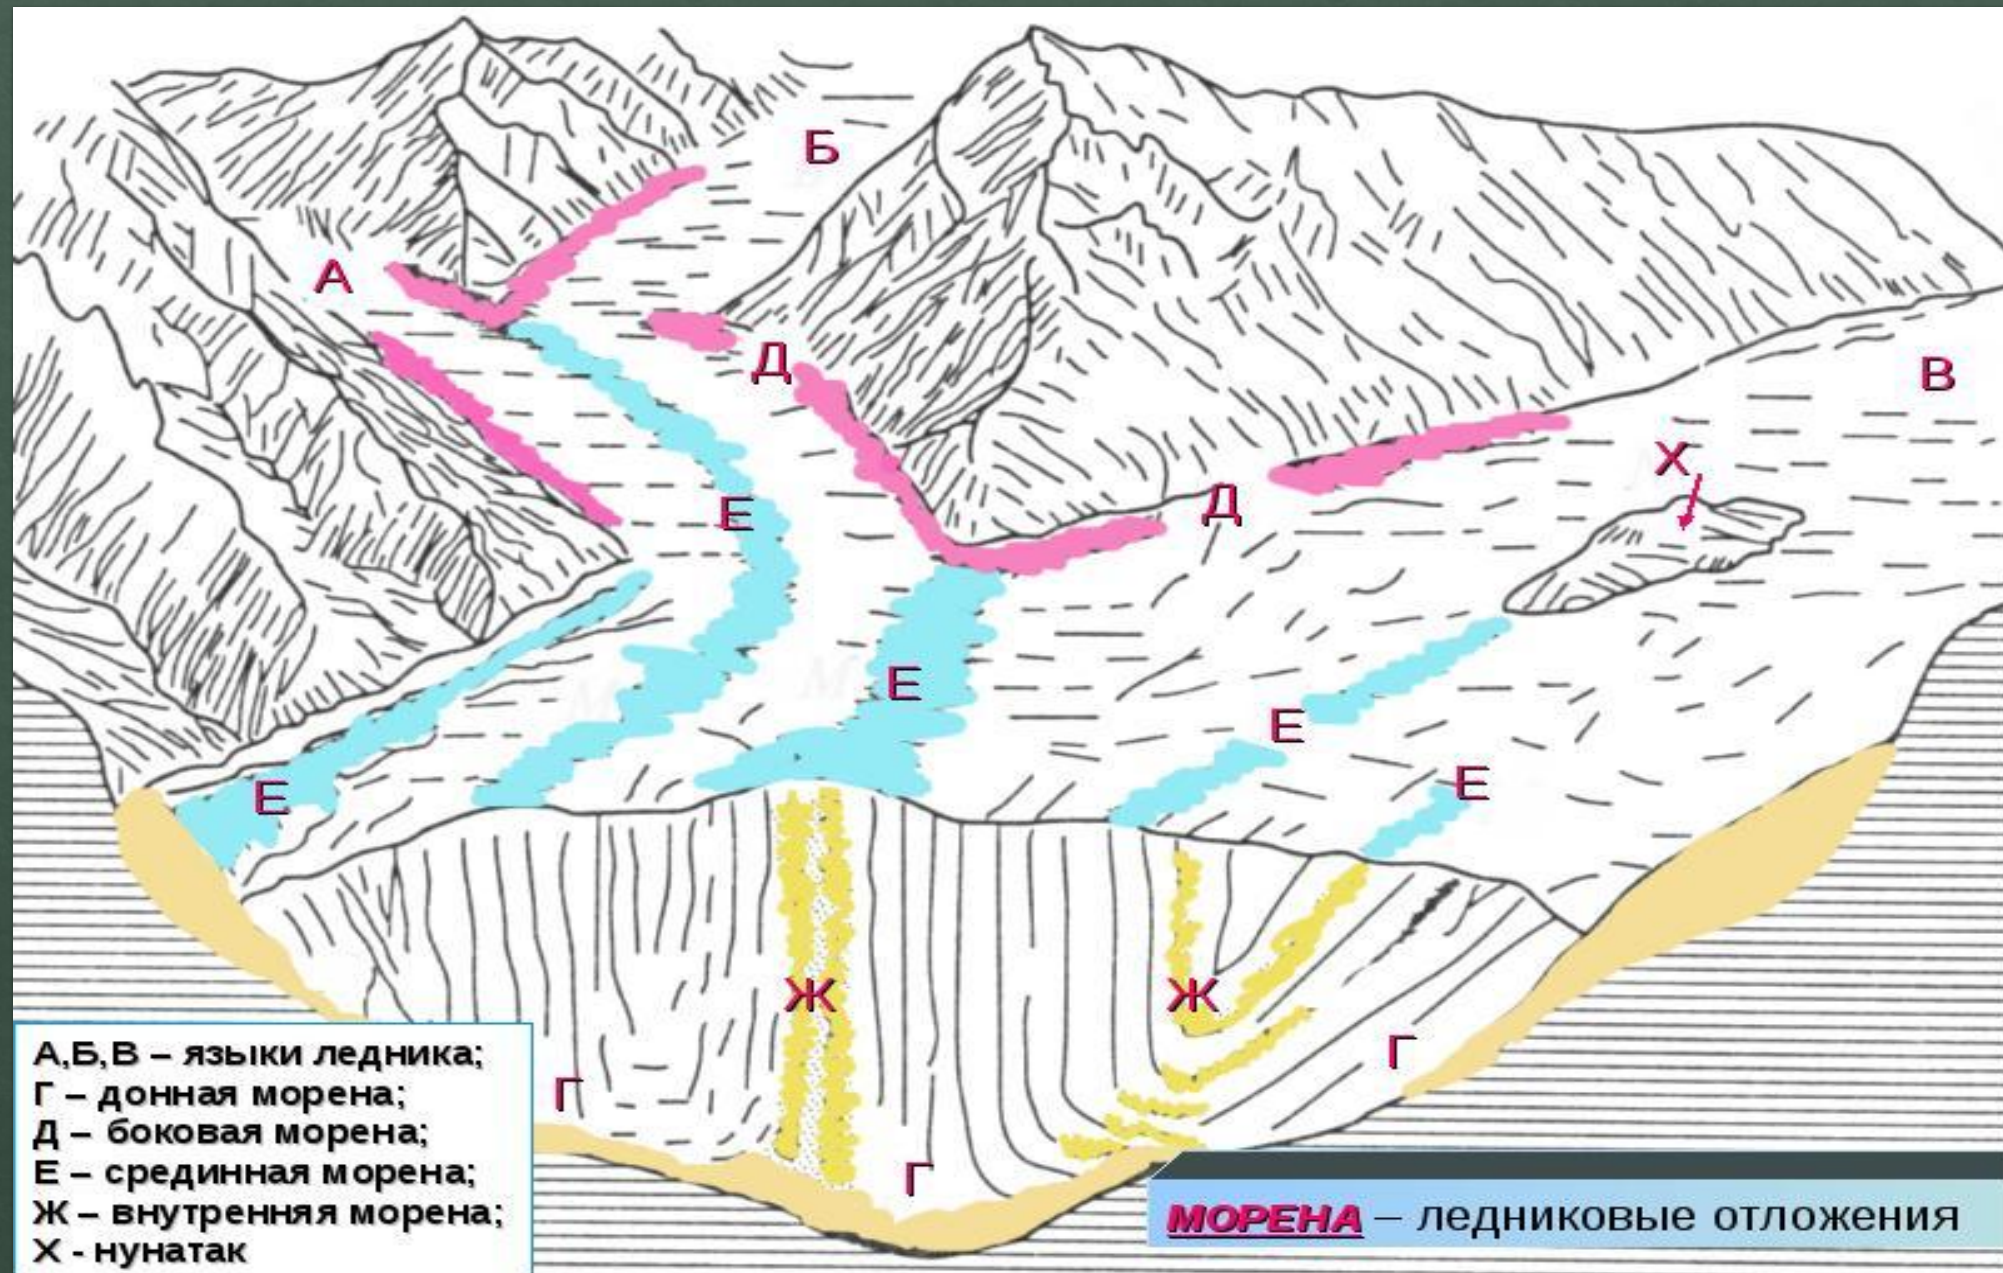 Б
А
Д
В
Х
Е
Д
Е
Е
Е
Е
Ж
Ж
Г
Г
Г
А,Б,В – языки ледника;
Г – донная морена;
Д – боковая морена;
Е – срединная морена;
Ж – внутренняя морена;
Х - нунатак
МОРЕНА – ледниковые отложения